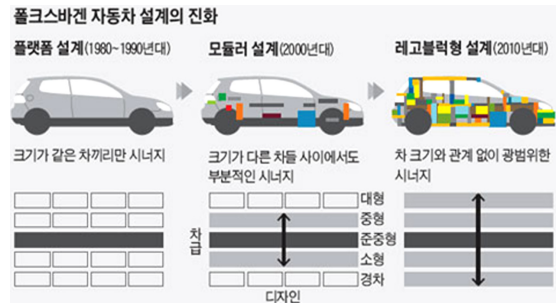 폴크스바겐 자동차 설계의 진화
플랫폼 설계(1980~1990년대)
모듈러 설계(2000년대)
레고블럭형 설계(2010년대)
크기가 같은 차끼리만 시너지
크기가 다른 차들 사이에서도
부분적인 시너지
차 크기와 관계 없이 광범위한
시너지
차급
대형
중형
준중형
소형
경차
디자인